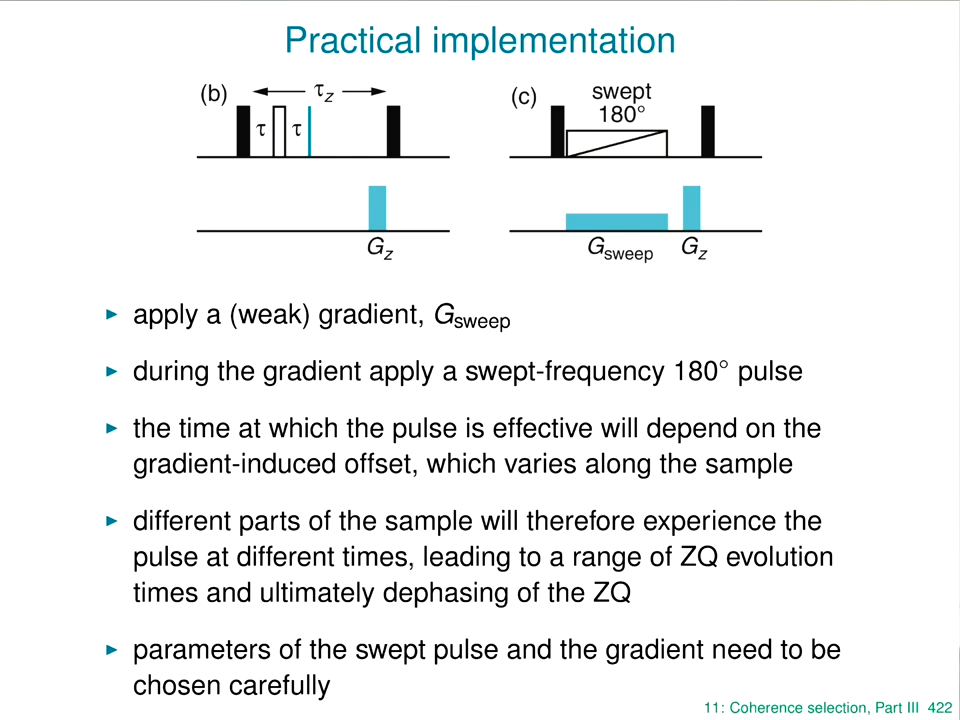 Practical implementation
(b) τz
τ τ
Gz
(c) swept
180°
Gsweep Gz
▶ apply a (weak) gradient, Gsweep
▶ during the gradient apply a swept-frequency 180° pulse
▶ the time at which the pulse is effective will depend on the
gradient-induced offset, which varies along the sample
▶ different parts of the sample will therefore experience the
pulse at different times, leading to a range of ZQ evolution
times and ultimately dephasing of the ZQ
▶ parameters of the swept pulse and the gradient need to be
chosen carefully
11: Coherence selection, Part III 422